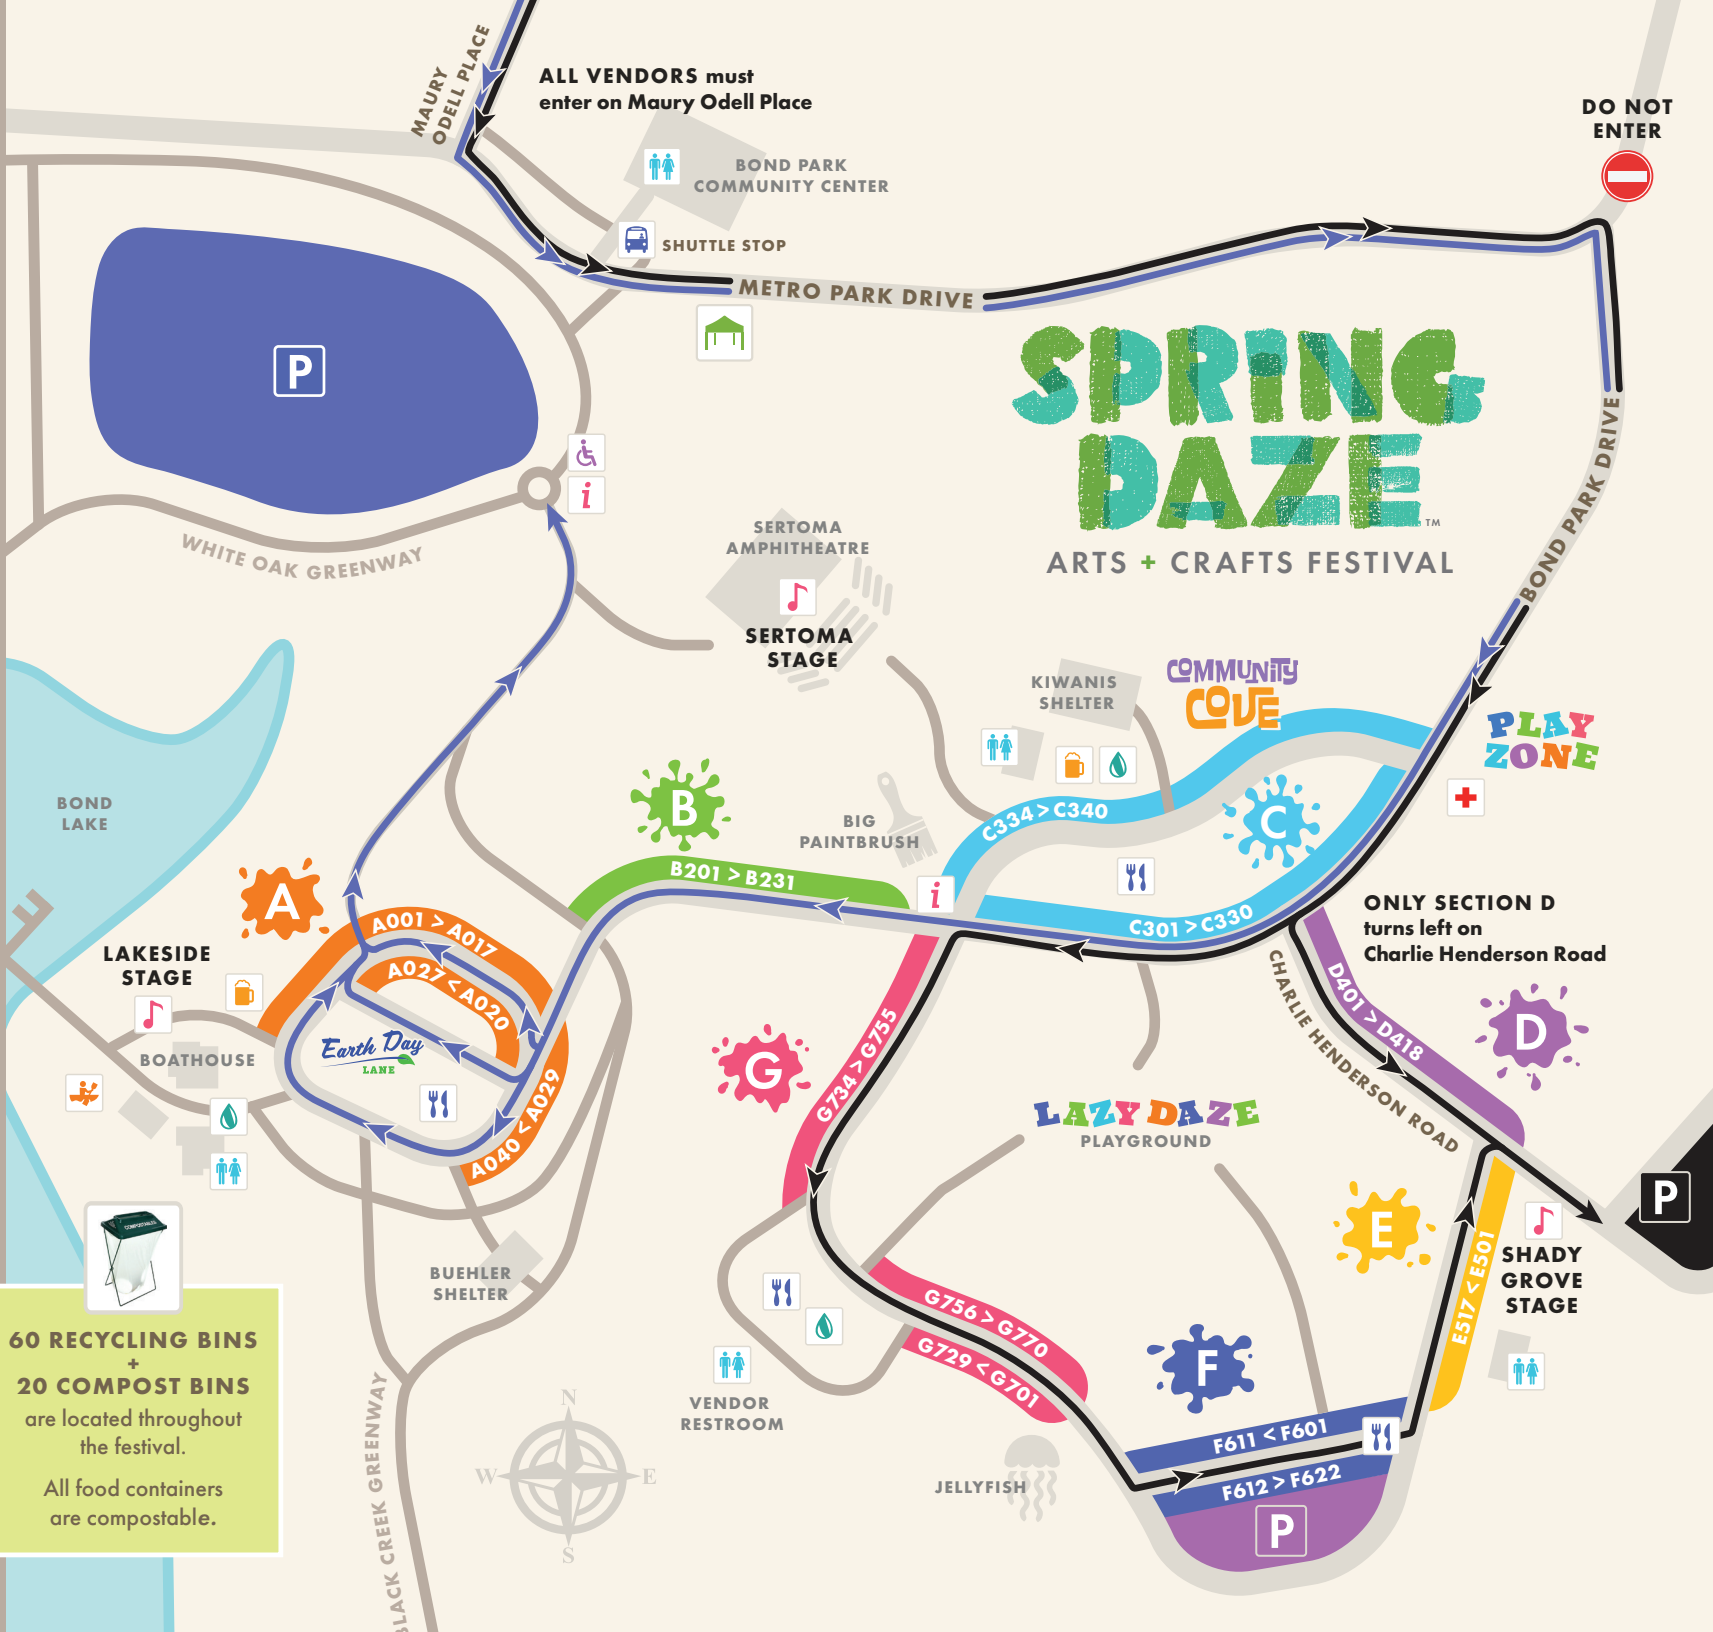 MAURY
ODELL PLACE
ALL VENDORS must
enter on Maury Odell Place
DO NOT
ENTER
BOND PARK
COMMUNITY CENTER
SHUTTLE STOP
METRO PARK DRIVE
P
SPRING
DAZE
TM
ARTS + CRAFTS FESTIVAL
BOND PARK DRIVE
i
WHITE OAK GREENWAY
SERTOMA
AMPHITHEATRE
SERTOMA
STAGE
KIWANIS
SHELTER
COMMUNITY
COVE
PLAY
ZONE
BOND
LAKE
B
BIG
PAINTBRUSH
C334 > C340
C
B201 > B231
i
C301 > C330
A
A001 > A017
A027 < A020
LAKESIDE
STAGE
ONLY SECTION D
turns left on
Charlie Henderson Road
CHARLIE HENDERSON ROAD
D401 > D418
D
Earth Day
LANE
BOATHOUSE
A040 < A029
G
G734 > G755
LAZY DAZE
PLAYGROUND
P
E
E517 < E501
SHADY
GROVE
STAGE
COMPOSTABLES
BUEHLER
SHELTER
60 RECYCLING BINS
+
20 COMPOST BINS
are located throughout
the festival.
All food containers
are compostable.
G756 > G770
G729 < G701
F
VENDOR
RESTROOM
BLACK CREEK GREENWAY
N
W
E
S
JELLYFISH
F611 < F601
F612 > F622
P